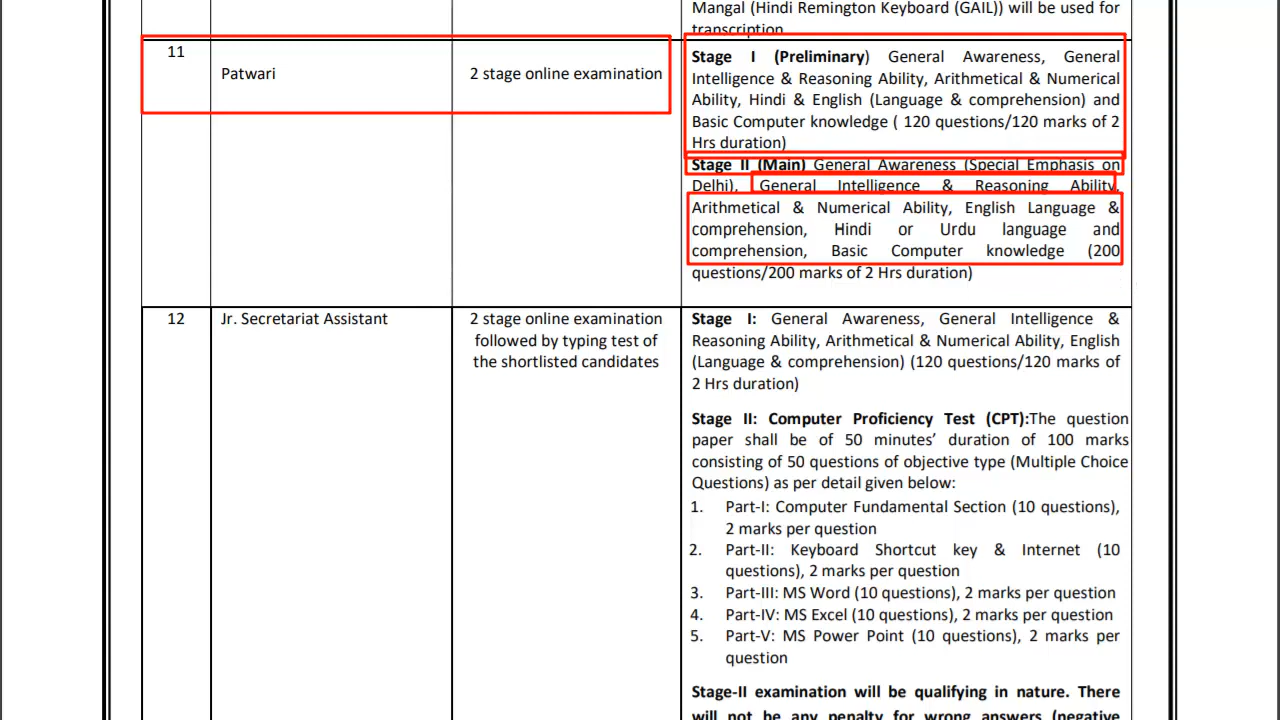 Mangal (Hindi Remington Keyboard (GAIL)) will be used for
transcription
11
Patwari
2 stage online examination
Stage I (Preliminary) General Awareness, General
Intelligence & Reasoning Ability, Arithmetical & Numerical
Ability, Hindi & English (Language & comprehension) and
Basic Computer knowledge ( 120 questions/120 marks of 2
Hrs duration)
Stage II (Main) General Awareness (Special Emphasis on
Delhi), General Intelligence & Reasoning Ability,
Arithmetical & Numerical Ability, English Language &
comprehension, Hindi or Urdu language and
comprehension, Basic Computer knowledge (200
questions/200 marks of 2 Hrs duration)
12
Jr. Secretariat Assistant
2 stage online examination
followed by typing test of
the shortlisted candidates
Stage I: General Awareness, General Intelligence &
Reasoning Ability, Arithmetical & Numerical Ability, English
(Language & comprehension) (120 questions/120 marks of
2 Hrs duration)
Stage II: Computer Proficiency Test (CPT):The question
paper shall be of 50 minutes’ duration of 100 marks
consisting of 50 questions of objective type (Multiple Choice
Questions) as per detail given below:
1. Part-I: Computer Fundamental Section (10 questions),
2 marks per question
2. Part-II: Keyboard Shortcut key & Internet (10
questions), 2 marks per question
3. Part-III: MS Word (10 questions), 2 marks per question
4. Part-IV: MS Excel (10 questions), 2 marks per question
5. Part-V: MS Power Point (10 questions), 2 marks per
question
Stage-II examination will be qualifying in nature. There
will not be any penalty for wrong answers (negative